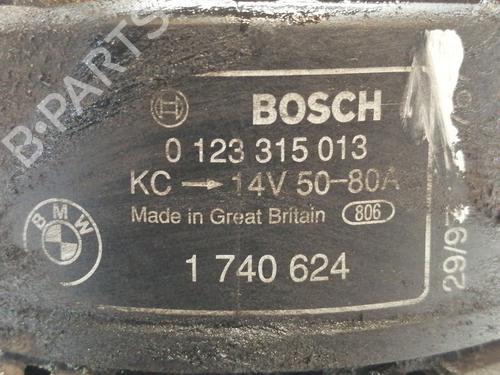 BOSCH
0 123 315 013
KC → 14V 50-80A
Made in Great Britain 806
1 740 624
BMW
29/97
B-PARTS